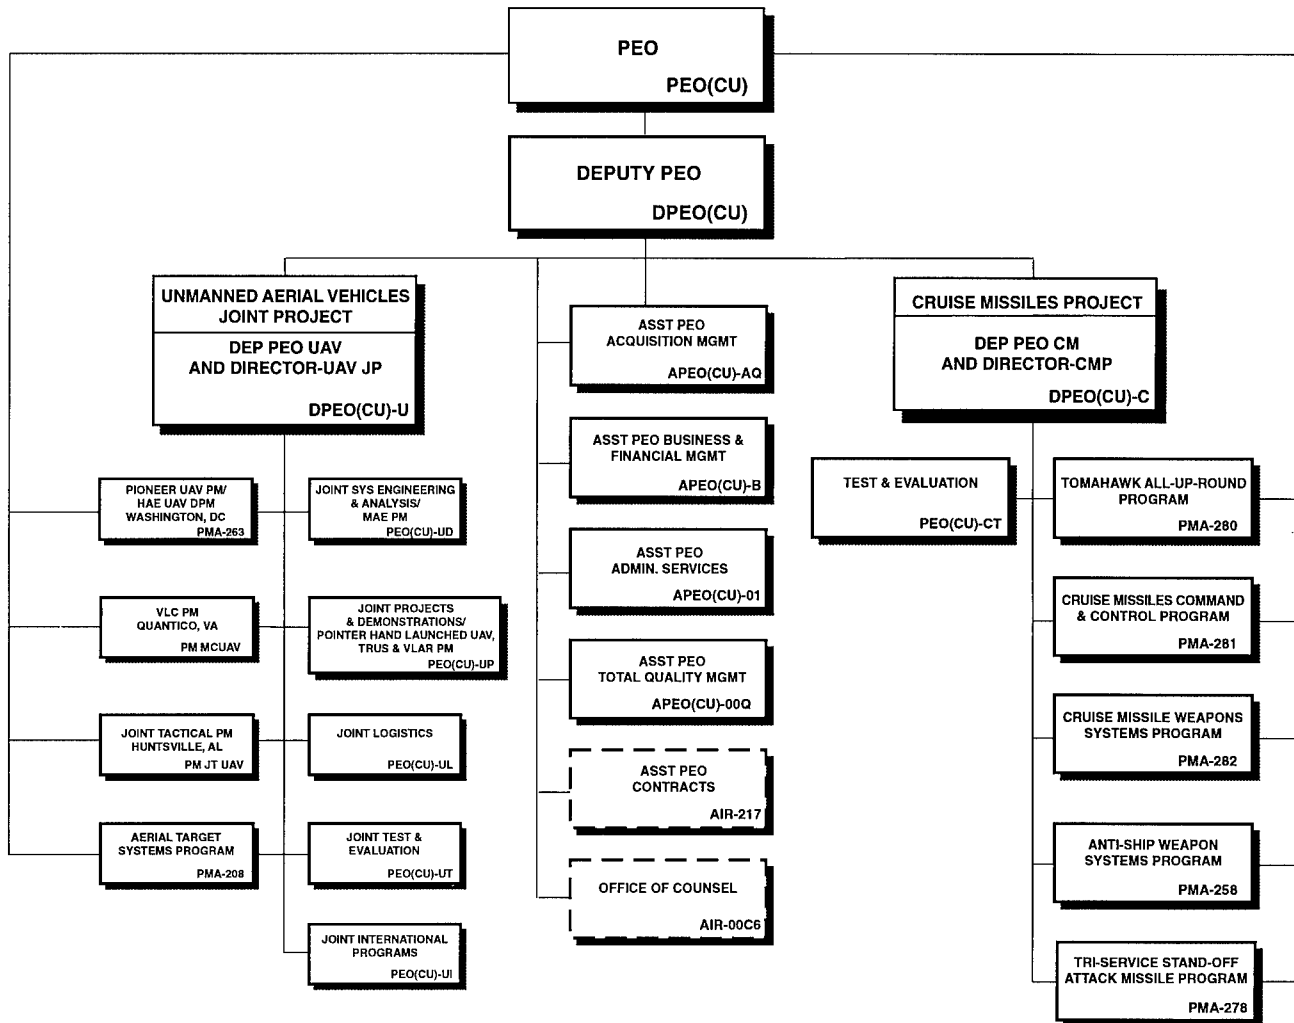 PEO
PEO(CU)
DEPUTY PEO
DPEO(CU)
UNMANNED AERIAL VEHICLES
JOINT PROJECT
DEP PEO UAV
AND DIRECTOR-UAV JP
DPEO(CU)-U
PIONEER UAV PM/
HAE UAV DPM
WASHINGTON, DC
PMA-263
JOINT SYS ENGINEERING
& ANALYSIS/
MAE PM
PEO(CU)-UD
VLC PM
QUANTICO, VA
PM MCUAV
JOINT PROJECTS
& DEMONSTRATIONS/
POINTER HAND LAUNCHED UAV,
TRUS & VLAR PM
PEO(CU)-UP
JOINT TACTICAL PM
HUNTSVILLE, AL
PM JT UAV
JOINT LOGISTICS
PEO(CU)-UL
AERIAL TARGET
SYSTEMS PROGRAM
PMA-208
JOINT TEST &
EVALUATION
PEO(CU)-UT
JOINT INTERNATIONAL
PROGRAMS
PEO(CU)-UI
ASST PEO
ACQUISITION MGMT
APEO(CU)-AQ
ASST PEO BUSINESS &
FINANCIAL MGMT
APEO(CU)-B
ASST PEO
ADMIN. SERVICES
APEO(CU)-01
ASST PEO
TOTAL QUALITY MGMT
APEO(CU)-00Q
ASST PEO
CONTRACTS
AIR-217
OFFICE OF COUNSEL
AIR-00C6
CRUISE MISSILES PROJECT
DEP PEO CM
AND DIRECTOR-CMP
DPEO(CU)-C
TEST & EVALUATION
PEO(CU)-CT
TOMAHAWK ALL-UP-ROUND
PROGRAM
PMA-280
CRUISE MISSILES COMMAND
& CONTROL PROGRAM
PMA-281
CRUISE MISSILE WEAPONS
SYSTEMS PROGRAM
PMA-282
ANTI-SHIP WEAPON
SYSTEMS PROGRAM
PMA-258
TRI-SERVICE STAND-OFF
ATTACK MISSILE PROGRAM
PMA-278